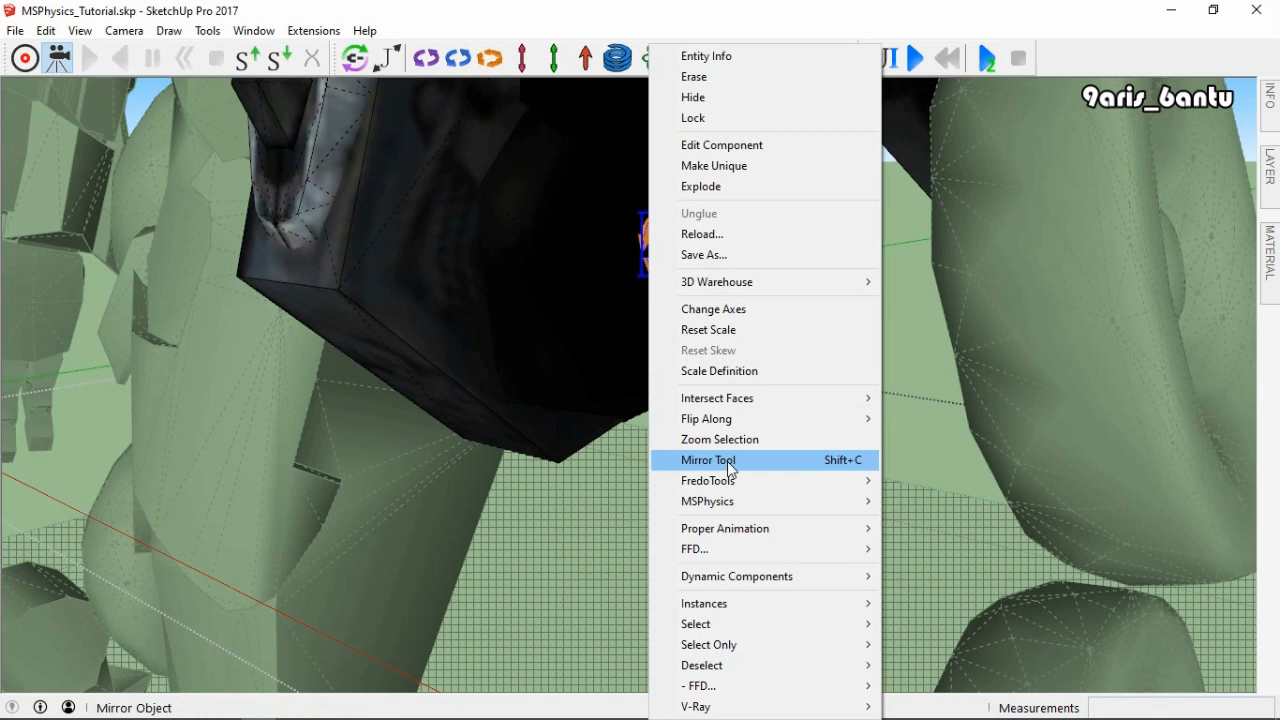 MSPhysics_Tutorial.skp - SketchUp Pro 2017
File Edit View Camera Draw Tools Window Extensions Help
UI
2
9aris_6antu
INFO
LAYER
MATERIAL
Entity Info
Erase
Hide
Lock
Edit Component
Make Unique
Explode
Unglue
Reload...
Save As...
3D Warehouse
Change Axes
Reset Scale
Reset Skew
Scale Definition
Intersect Faces
Flip Along
Zoom Selection
Mirror Tool Shift+C
FredoTools
MSPhysics
Proper Animation
FFD...
Dynamic Components
Instances
Select
Select Only
Deselect
- FFD...
V-Ray
Mirror Object
Measurements